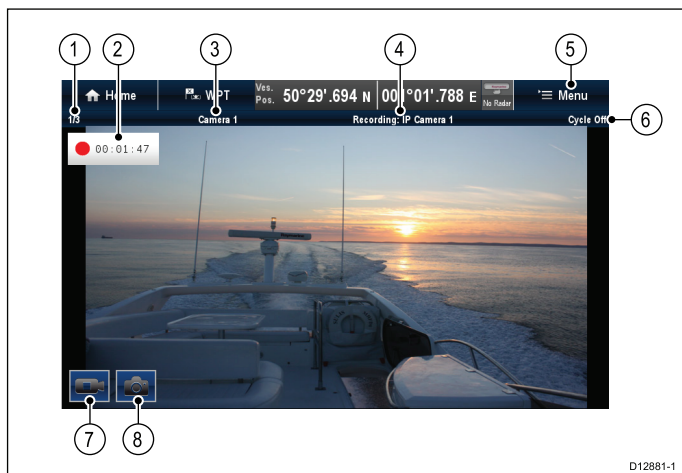 1 2 3 4 5
Home WPT Ves. Pos. 50°29'.694 N 001°01'.788 E No Radar Menu
1/3 Camera 1 Recording: IP Camera 1 Cycle Off
6
00:01:47
7 8
D12881-1